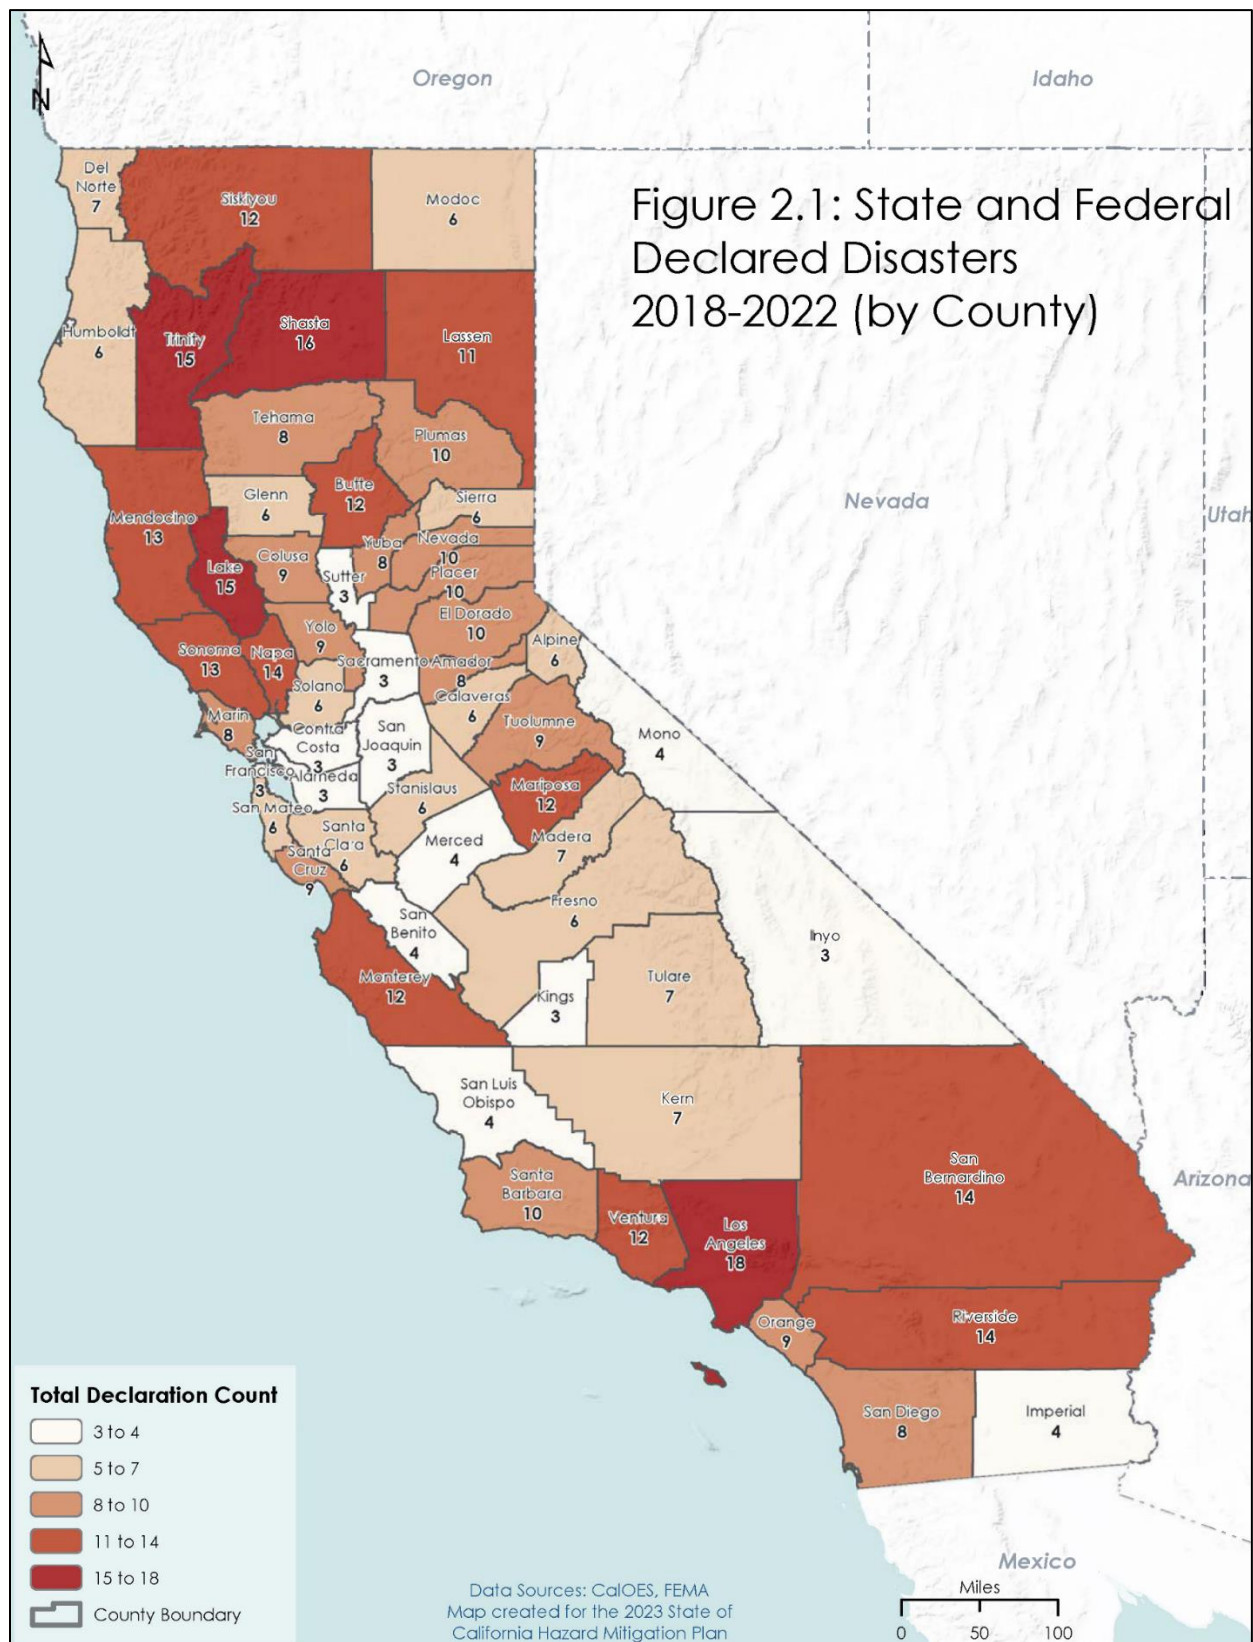 N
Oregon
Idaho
Figure 2.1: State and Federal
Declared Disasters
2018-2022 (by County)
Del
Norte
7
Siskiyou
12
Modoc
6
Humboldt
6
Trinity
15
Shasta
16
Lassen
11
Tehama
8
Plumas
10
Nevada
Utah
Glenn
6
Butte
12
Sierra
6
Mendocino
13
Lake
15
Colusa
9
Sutter
3
Yuba
8
Nevada
10
Placer
10
El Dorado
10
Sonoma
13
Napa
14
Yolo
9
Sacramento
3
Amador
8
Alpine
6
Solano
6
Calaveras
6
Marin
8
Contra
Costa
3
San
Joaquin
3
Tuolumne
9
Mono
4
San
Francisco
3
Alameda
3
Stanislaus
6
Mariposa
12
San Mateo
6
Santa
Clara
6
Merced
4
Madera
7
Santa
Cruz
9
Fresno
6
San
Benito
4
Inyo
3
Monterey
12
Kings
3
Tulare
7
San Luis
Obispo
4
Kern
7
San
Bernardino
14
Arizona
Santa
Barbara
10
Ventura
12
Los
Angeles
18
Orange
9
Riverside
14
San Diego
8
Imperial
4
Mexico
Total Declaration Count
3 to 4
5 to 7
8 to 10
11 to 14
15 to 18
County Boundary
Data Sources: CalOES, FEMA
Map created for the 2023 State of
California Hazard Mitigation Plan
Miles
0 50 100